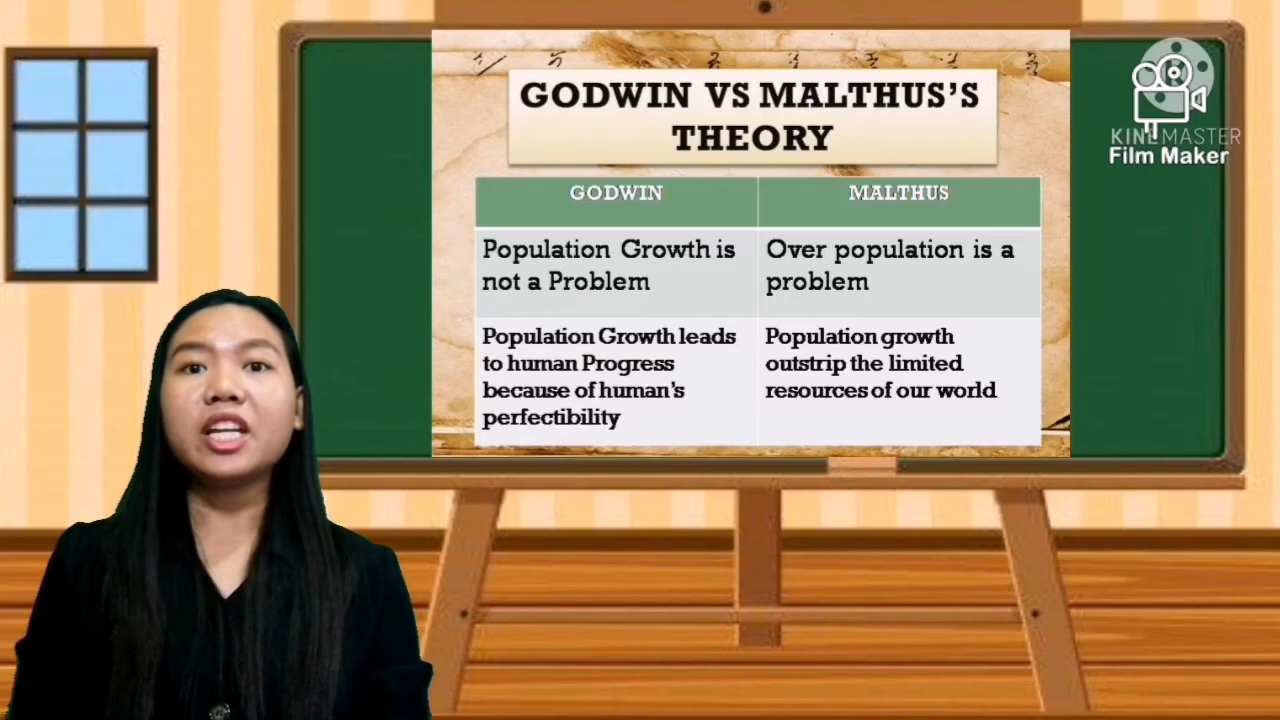 GODWIN VS MALTHUS'S
THEORY
GODWIN
MALTHUS
Population Growth is
not a Problem
Over population is a
problem
Population Growth leads
to human Progress
because of human's
perfectibility
Population growth
outstrip the limited
resources of our world
KINEMASTER
Film Maker